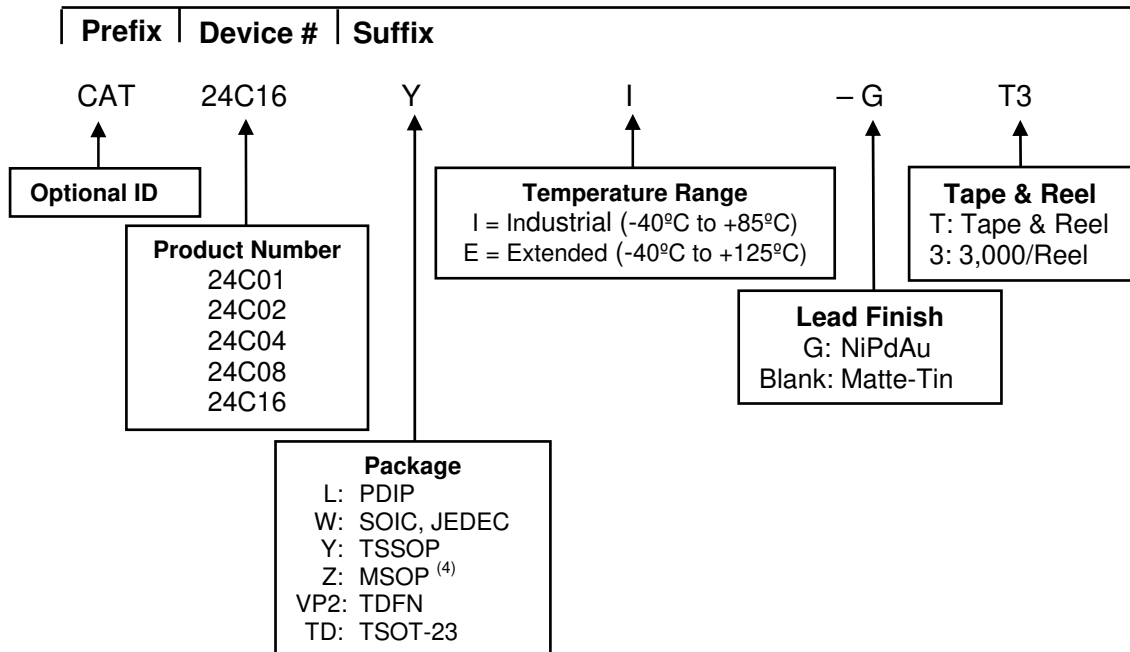 Prefix Device # Suffix
CAT 24C16 Y I – G T3
Optional ID
Product Number
24C01
24C02
24C04
24C08
24C16
Package
L: PDIP
W: SOIC, JEDEC
Y: TSSOP
Z: MSOP (4)
VP2: TDFN
TD: TSOT-23
Temperature Range
I = Industrial (-40ºC to +85ºC)
E = Extended (-40ºC to +125ºC)
Lead Finish
G: NiPdAu
Blank: Matte-Tin
Tape & Reel
T: Tape & Reel
3: 3,000/Reel